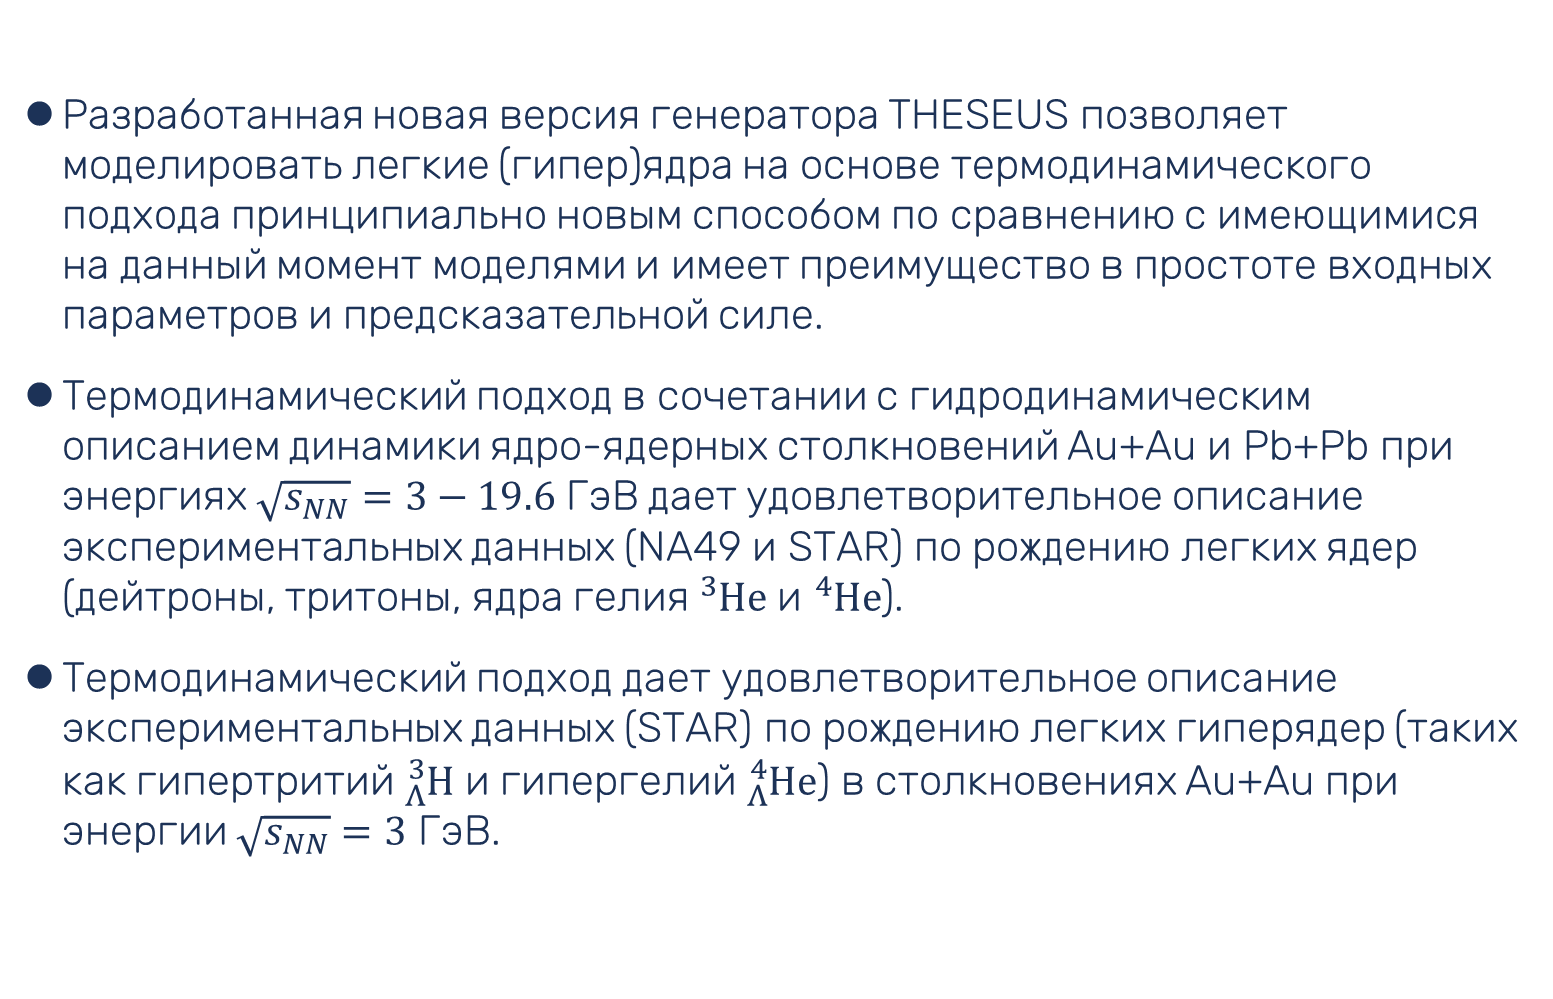 ● Разработанная новая версия генератора THESEUS позволяет
моделировать легкие (гипер)ядра на основе термодинамического
подхода принципиально новым способом по сравнению с имеющимися
на данный момент моделями и имеет преимущество в простоте входных
параметров и предсказательной силе.
● Термодинамический подход в сочетании с гидродинамическим
описанием динамики ядро-ядерных столкновений Au+Au и Pb+Pb при
энергиях √s_NN = 3 − 19.6 ГэВ дает удовлетворительное описание
экспериментальных данных (NA49 и STAR) по рождению легких ядер
(дейтроны, тритоны, ядра гелия ³He и ⁴He).
● Термодинамический подход дает удовлетворительное описание
экспериментальных данных (STAR) по рождению легких гиперядер (таких
как гипертритий ³_ΛH и гипергелий ⁴_ΛHe) в столкновениях Au+Au при
энергии √s_NN = 3 ГэВ.